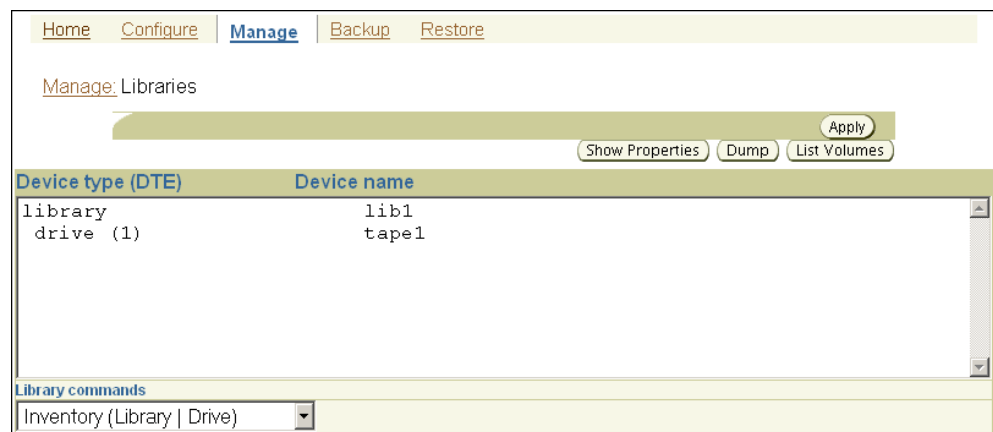 Home Configure Manage Backup Restore
Manage: Libraries
Apply
Show Properties Dump List Volumes
Device type (DTE) Device name
library lib1
drive (1) tape1
Library commands
Inventory (Library | Drive)